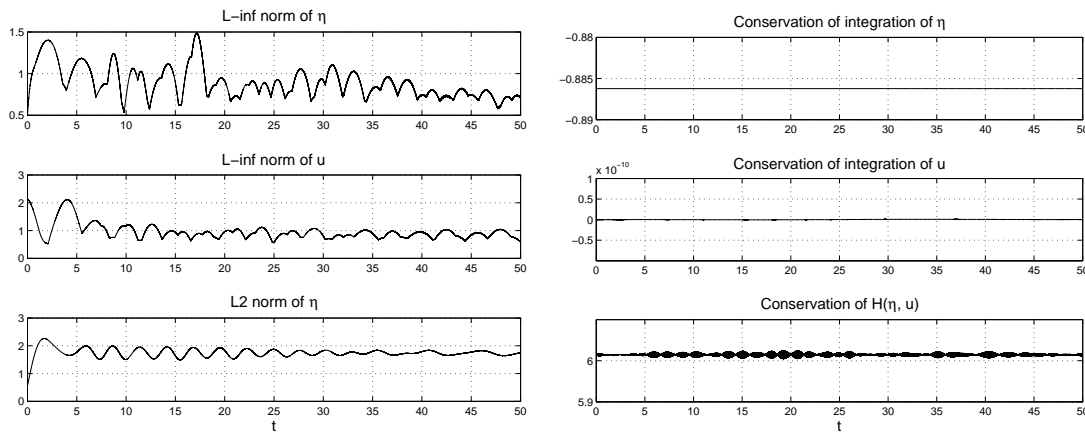 L-inf norm of η
1.5
1
0.5
0 5 10 15 20 25 30 35 40 45 50
L-inf norm of u
3
2
1
0
0 5 10 15 20 25 30 35 40 45 50
L2 norm of η
3
2
1
0
0 5 10 15 20 25 30 35 40 45 50
t
Conservation of integration of η
-0.88
-0.885
-0.89
0 5 10 15 20 25 30 35 40 45 50
Conservation of integration of u
x 10⁻¹⁰
1
0.5
0
-0.5
0 5 10 15 20 25 30 35 40 45 50
Conservation of H(η, u)
6
5.9
0 5 10 15 20 25 30 35 40 45 50
t